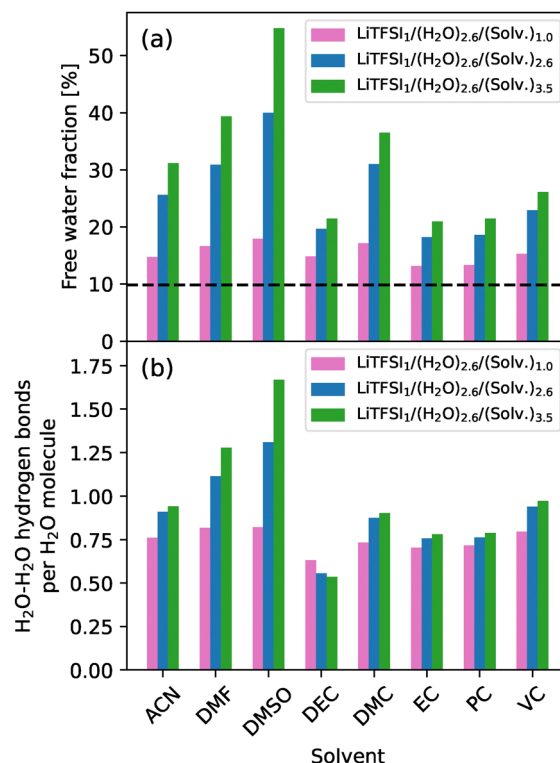 (a)
LiTFSI₁/(H₂O)₂.₆/(Solv.)₁.₀
LiTFSI₁/(H₂O)₂.₆/(Solv.)₂.₆
LiTFSI₁/(H₂O)₂.₆/(Solv.)₃.₅
Free water fraction [%]
50
40
30
20
10
0
(b)
LiTFSI₁/(H₂O)₂.₆/(Solv.)₁.₀
LiTFSI₁/(H₂O)₂.₆/(Solv.)₂.₆
LiTFSI₁/(H₂O)₂.₆/(Solv.)₃.₅
H₂O-H₂O hydrogen bonds
per H₂O molecule
1.75
1.50
1.25
1.00
0.75
0.50
0.25
0.00
ACN
DMF
DMSO
DEC
DMC
EC
PC
VC
Solvent